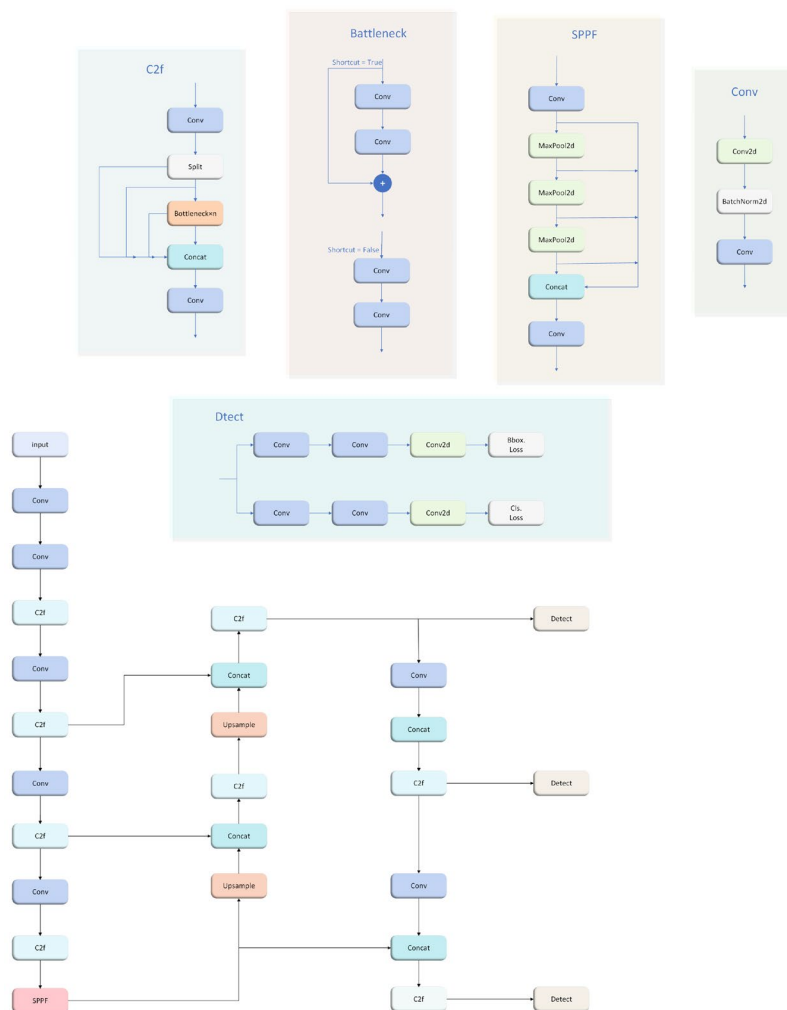 C2f
Conv
Split
Bottleneck×n
Concat
Conv
Battleneck
Shortcut = True
Conv
Conv
+
Shortcut = False
Conv
Conv
SPPF
Conv
MaxPool2d
MaxPool2d
MaxPool2d
Concat
Conv
Conv
Conv2d
BatchNorm2d
Conv
Dtect
Conv
Conv
Conv2d
Bbox.
Loss
Conv
Conv
Conv2d
Cls.
Loss
input
Conv
Conv
C2f
Conv
C2f
Conv
C2f
Conv
C2f
SPPF
C2f
Concat
Upsample
C2f
Concat
Upsample
Conv
Concat
C2f
Conv
Concat
C2f
Detect
Detect
Detect